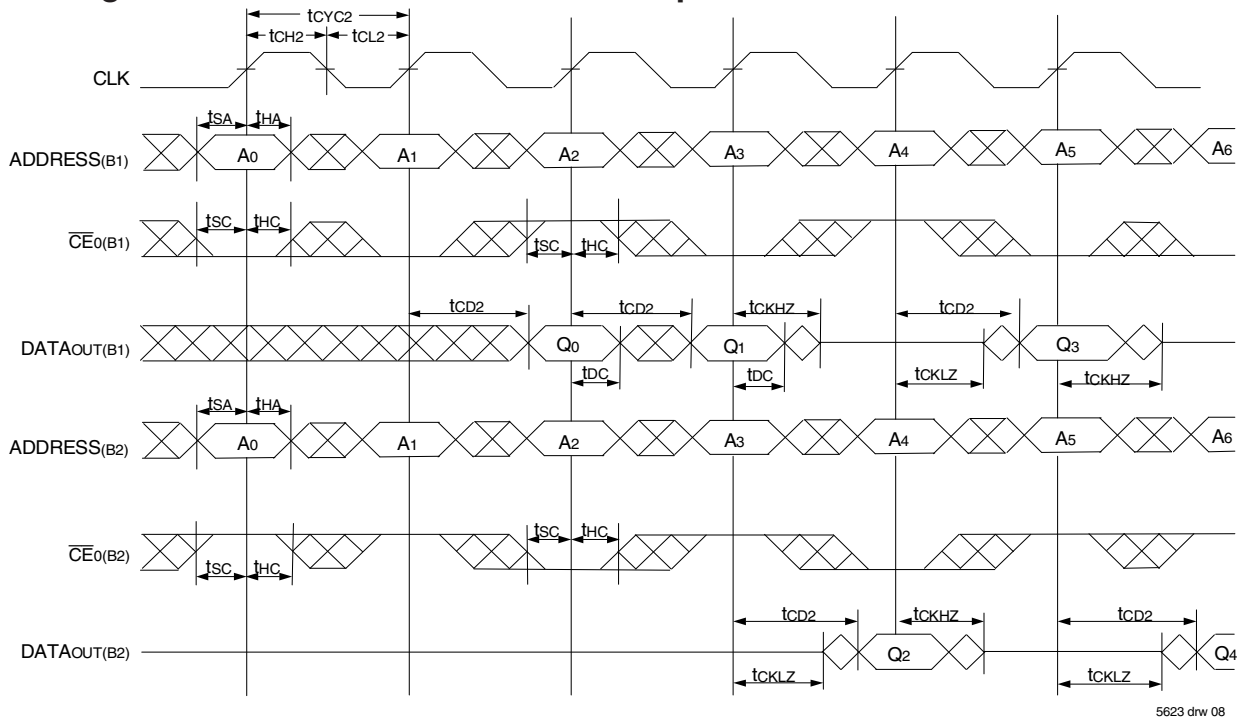 tCYC2
tCH2 tCL2
CLK
tSA tHA
ADDRESS(B1) A0 A1 A2 A3 A4 A5 A6
tSC tHC
CE0(B1)
tSC tHC
tCD2 tCD2 tCKHZ tCD2
DATAOUT(B1) Q0 Q1 Q3
tDC tDC tCKLZ tCKHZ
tSA tHA
ADDRESS(B2) A0 A1 A2 A3 A4 A5 A6
tSC tHC
CE0(B2)
tSC tHC
tCD2 tCKHZ tCD2
DATAOUT(B2) Q2 Q4
tCKLZ tCKLZ
5623 drw 08